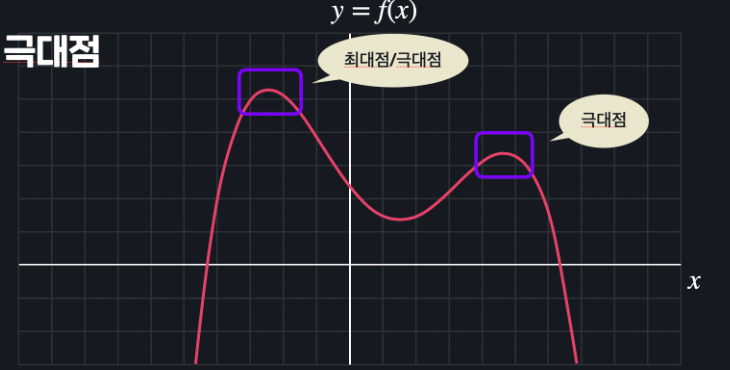 y = f(x)
극대점
최대점/극대점
극대점
x